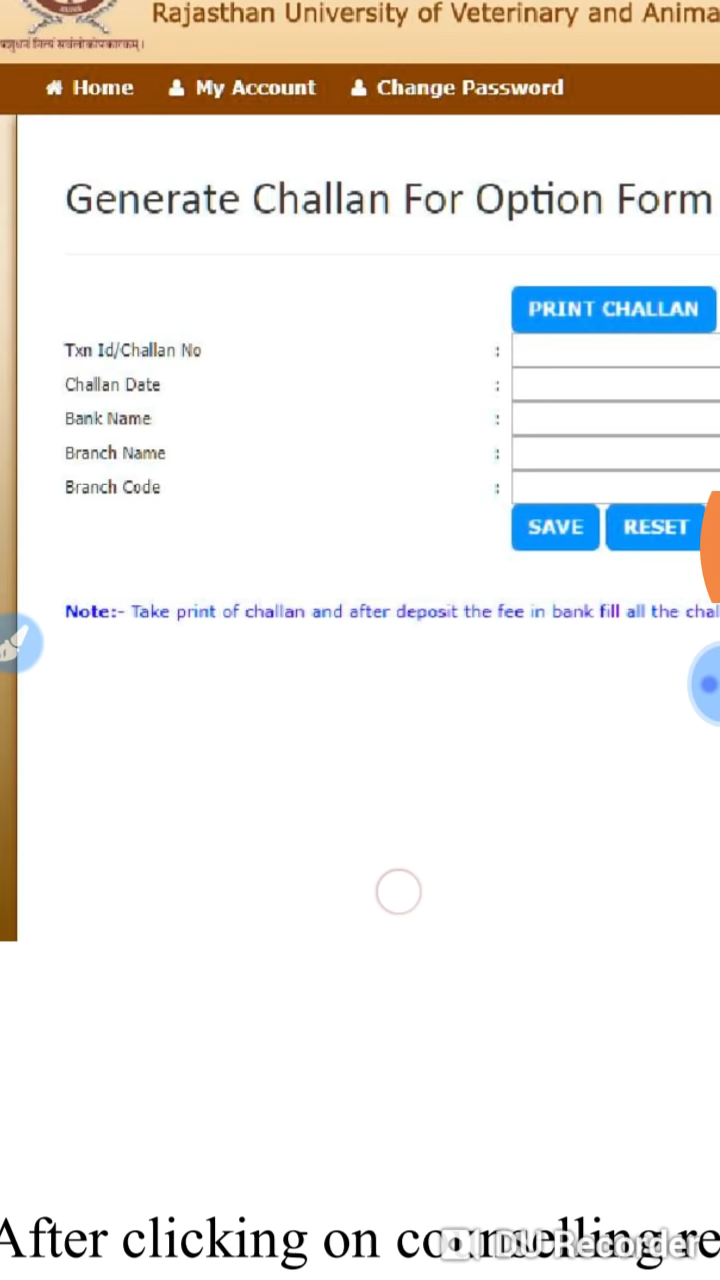 Rajasthan University of Veterinary and Anima
Home My Account Change Password
Generate Challan For Option Form
PRINT CHALLAN
Txn Id/Challan No :
Challan Date :
Bank Name :
Branch Name :
Branch Code :
SAVE RESET
Note:- Take print of challan and after deposit the fee in bank fill all the chal
After clicking on counselling re
DU Recorder